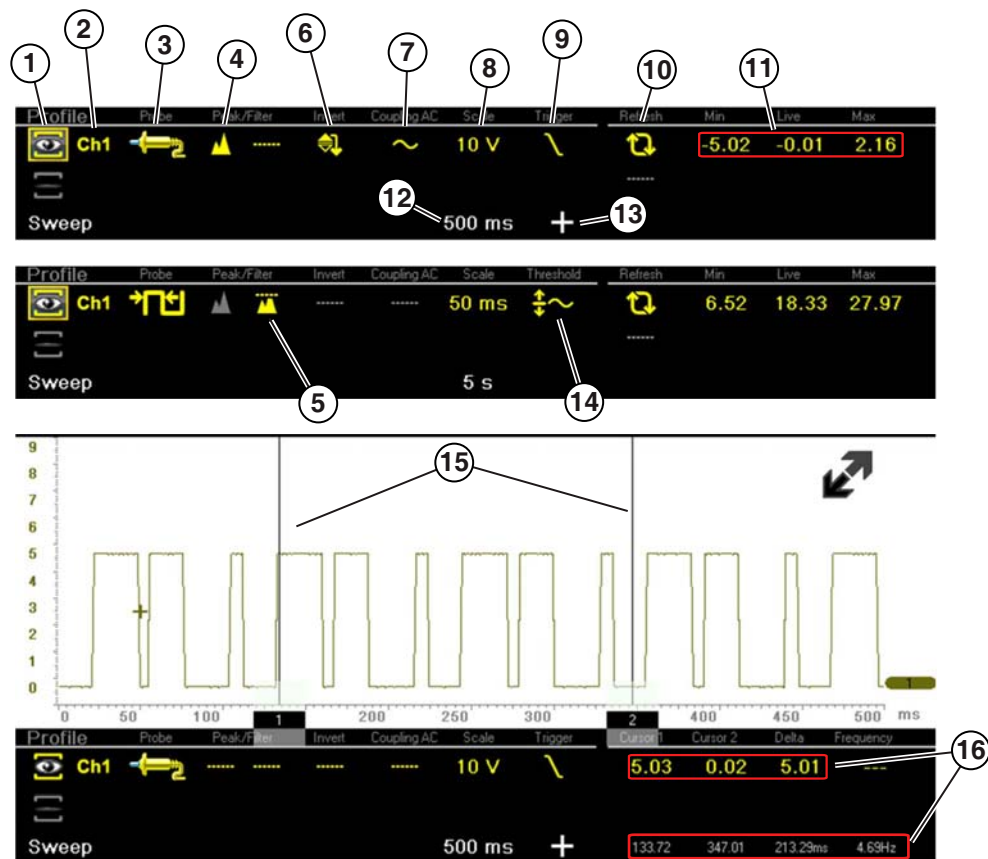 1 2 3 4 6 7 8 9 10 11
Profile Probe Peak/Filter Invert Coupling AC Scale Trigger Refresh Min Live Max
Ch1 ------ 10 V -5.02 -0.01 2.16
------
12 13
Sweep 500 ms
Profile Probe Peak/Filter Invert Coupling AC Scale Threshold Refresh Min Live Max
Ch1 ------ ------ 50 ms 6.52 18.33 27.97
------
Sweep 5 s
5 14
9
8
15
7
6
5
4
3
2
1
0 1
0 50 100 1 200 250 300 2 400 450 500 ms
Profile Probe Peak/Filter Invert Coupling AC Scale Trigger Cursor 1 Cursor 2 Delta Frequency
Ch1 ------ ------ ------ ------ 10 V 5.03 0.02 5.01 ---
16
Sweep 500 ms 133.72 347.01 213.29ms 4.69Hz